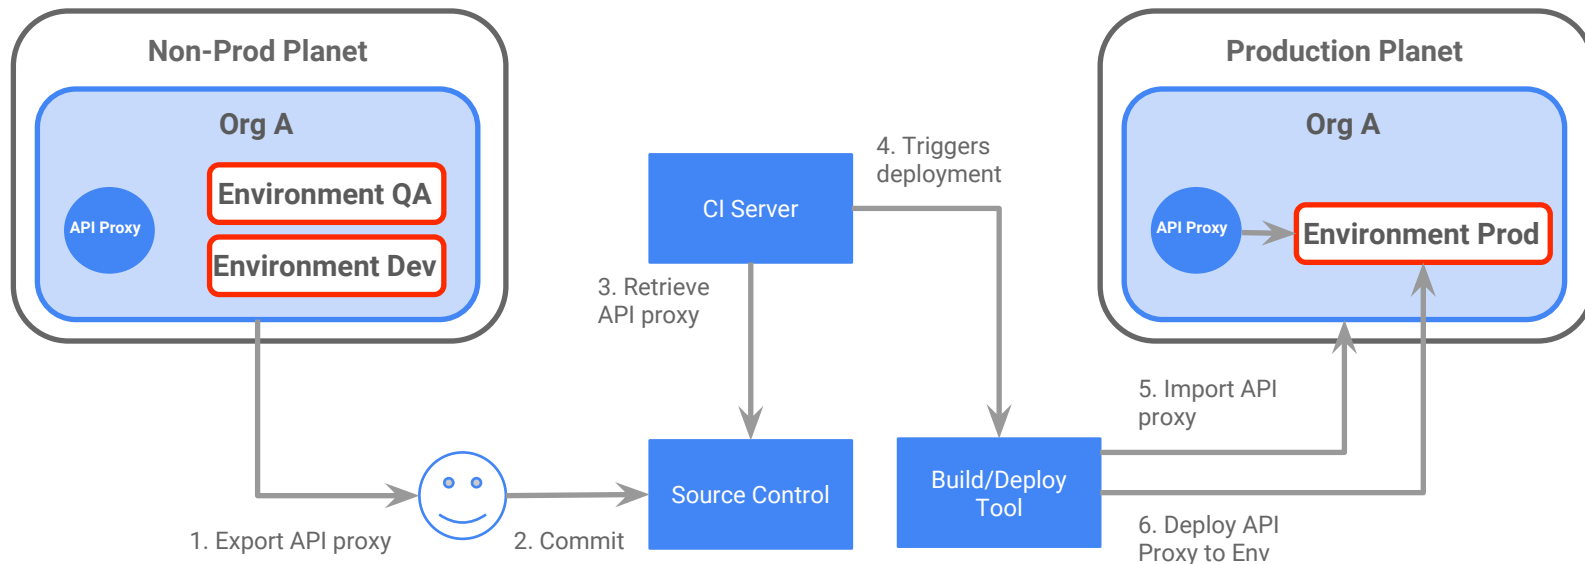 Non-Prod Planet
Org A
API Proxy
Environment QA
Environment Dev
1. Export API proxy
2. Commit
CI Server
3. Retrieve
API proxy
Source Control
4. Triggers
deployment
Build/Deploy
Tool
Production Planet
Org A
API Proxy
Environment Prod
5. Import API
proxy
6. Deploy API
Proxy to Env